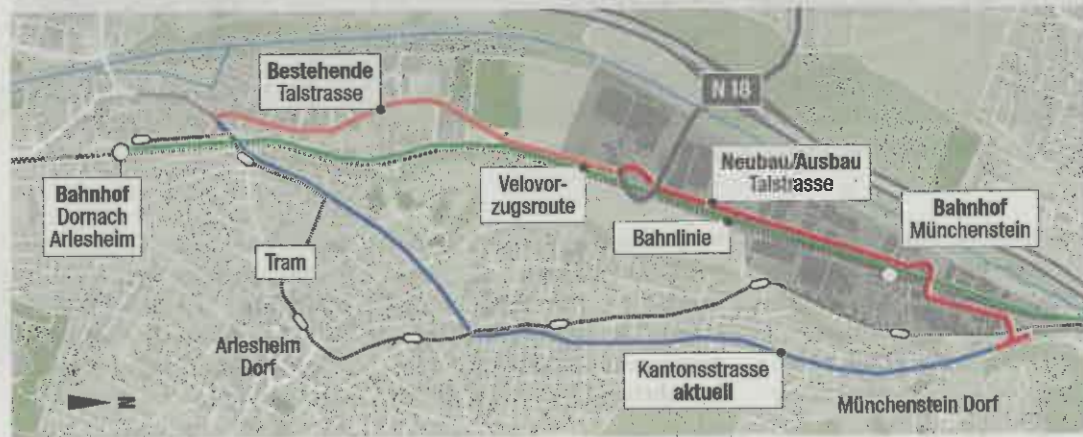 Bestehende
Talstrasse
N 18
Bahnhof
Dornach
Arlesheim
Velovor-
zugsroute
Neubau/Ausbau
Talstrasse
Bahnhof
Münchenstein
Bahnlinie
Tram
Arlesheim
Dorf
Kantonsstrasse
aktuell
Münchenstein Dorf
N